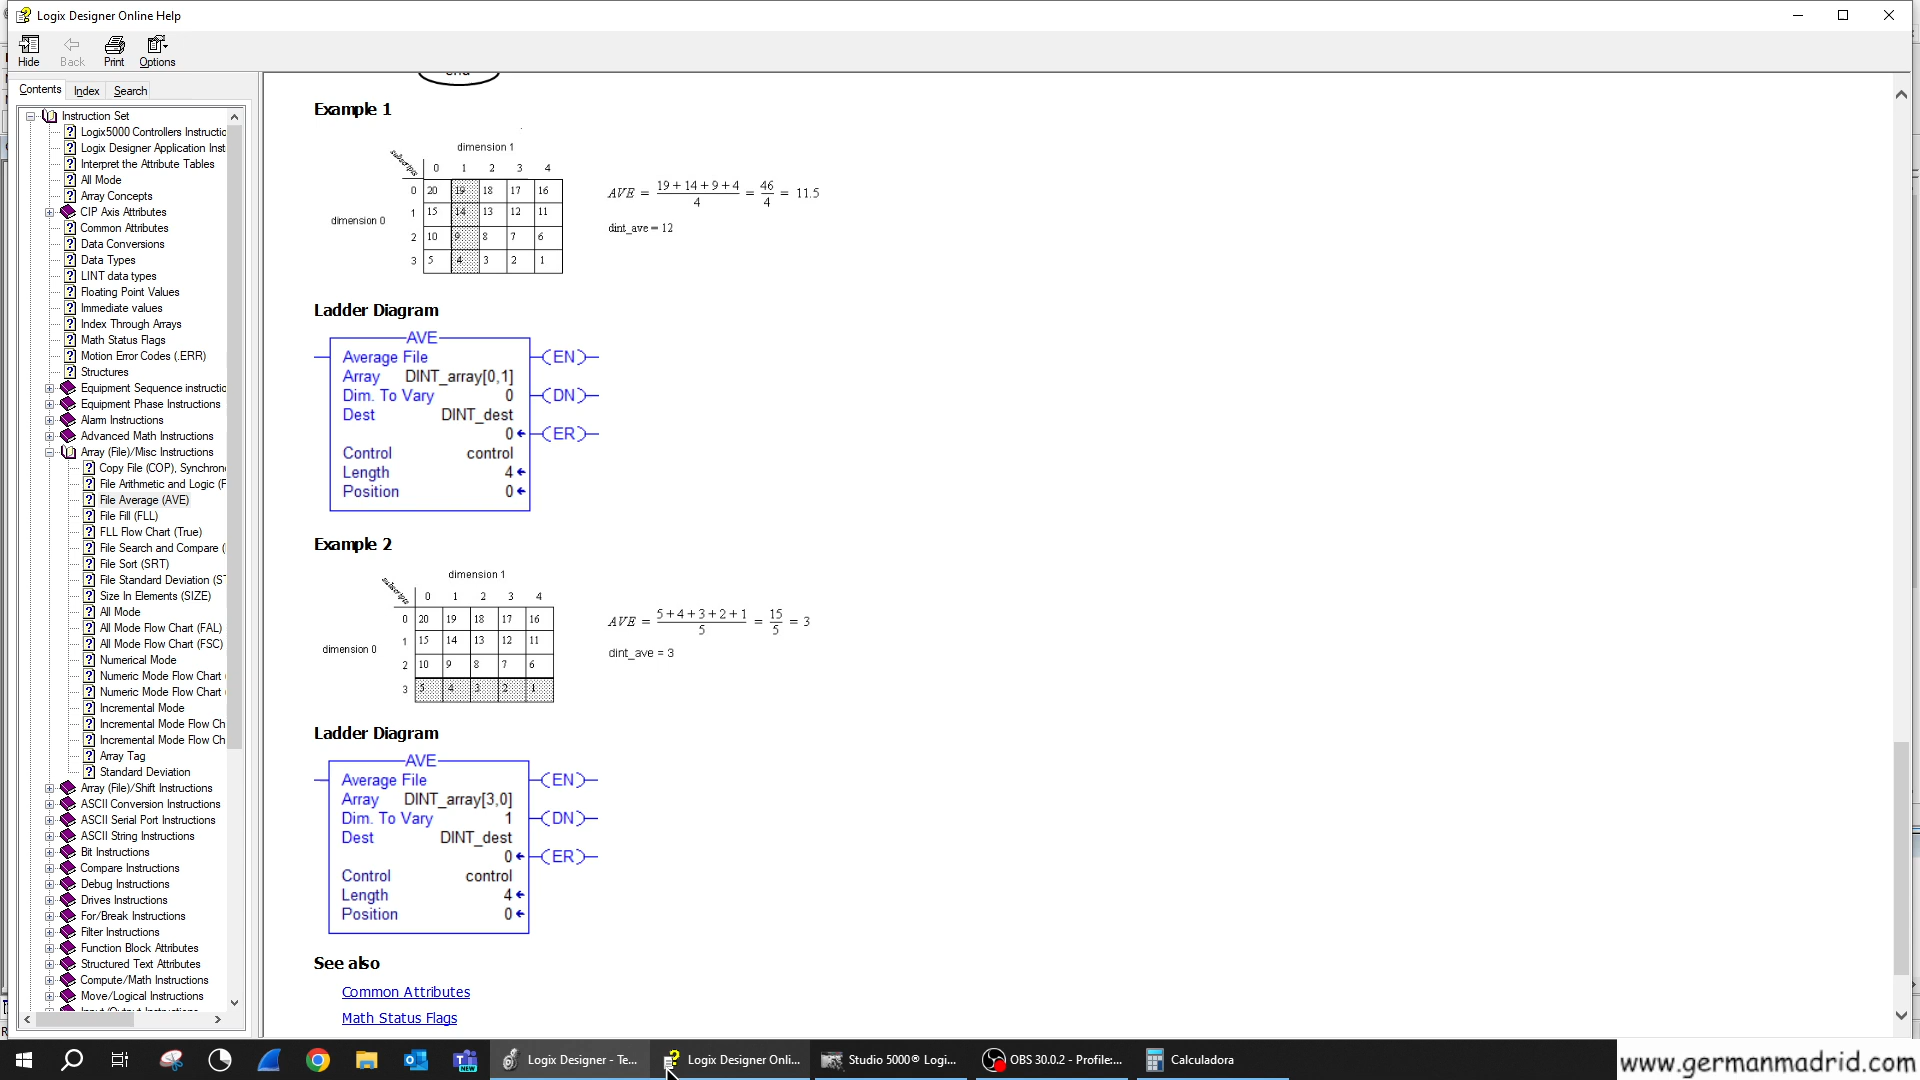 Logix Designer Online Help
Hide
Back
Print
Options
Contents
Index
Search
Instruction Set
Logix5000 Controllers Instructic
Logix Designer Application Inst
Interpret the Attribute Tables
All Mode
Array Concepts
CIP Axis Attributes
Common Attributes
Data Conversions
Data Types
LINT data types
Floating Point Values
Immediate values
Index Through Arrays
Math Status Flags
Motion Error Codes (.ERR)
Structures
Equipment Sequence instructic
Equipment Phase Instructions
Alarm Instructions
Advanced Math Instructions
Array (File)/Misc Instructions
Copy File (COP), Synchron
File Arithmetic and Logic (F
File Average (AVE)
File Fill (FLL)
FLL Flow Chart (True)
File Search and Compare (
File Sort (SRT)
File Standard Deviation (ST
Size In Elements (SIZE)
All Mode
All Mode Flow Chart (FAL)
All Mode Flow Chart (FSC)
Numerical Mode
Numeric Mode Flow Chart
Numeric Mode Flow Chart (
Incremental Mode
Incremental Mode Flow Ch
Incremental Mode Flow Ch
Array Tag
Standard Deviation
Array (File)/Shift Instructions
ASCII Conversion Instructions
ASCII Serial Port Instructions
ASCII String Instructions
Bit Instructions
Compare Instructions
Debug Instructions
Drives Instructions
For/Break Instructions
Filter Instructions
Function Block Attributes
Structured Text Attributes
Compute/Math Instructions
Move/Logical Instructions
Example 1
dimension 1
subscripts 0 1 2 3 4
0 20 19 18 17 16
1 15 14 13 12 11
dimension 0
2 10 9 8 7 6
3 5 4 3 2 1
AVE = 19+14+9+4 / 4 = 46 / 4 = 11.5
dint_ave = 12
Ladder Diagram
AVE
Average File (EN)
Array DINT_array[0,1]
Dim. To Vary 0 (DN)
Dest DINT_dest
0 (ER)
Control control
Length 4
Position 0
Example 2
dimension 1
subscripts 0 1 2 3 4
0 20 19 18 17 16
1 15 14 13 12 11
dimension 0
2 10 9 8 7 6
3 5 4 3 2 1
AVE = 5+4+3+2+1 / 5 = 15 / 5 = 3
dint_ave = 3
Ladder Diagram
AVE
Average File (EN)
Array DINT_array[3,0]
Dim. To Vary 1 (DN)
Dest DINT_dest
0 (ER)
Control control
Length 4
Position 0
See also
Common Attributes
Math Status Flags
Logix Designer - Te...
Logix Designer Onli...
Studio 5000® Logi...
OBS 30.0.2 - Profile:...
Calculadora
www.germanmadrid.com